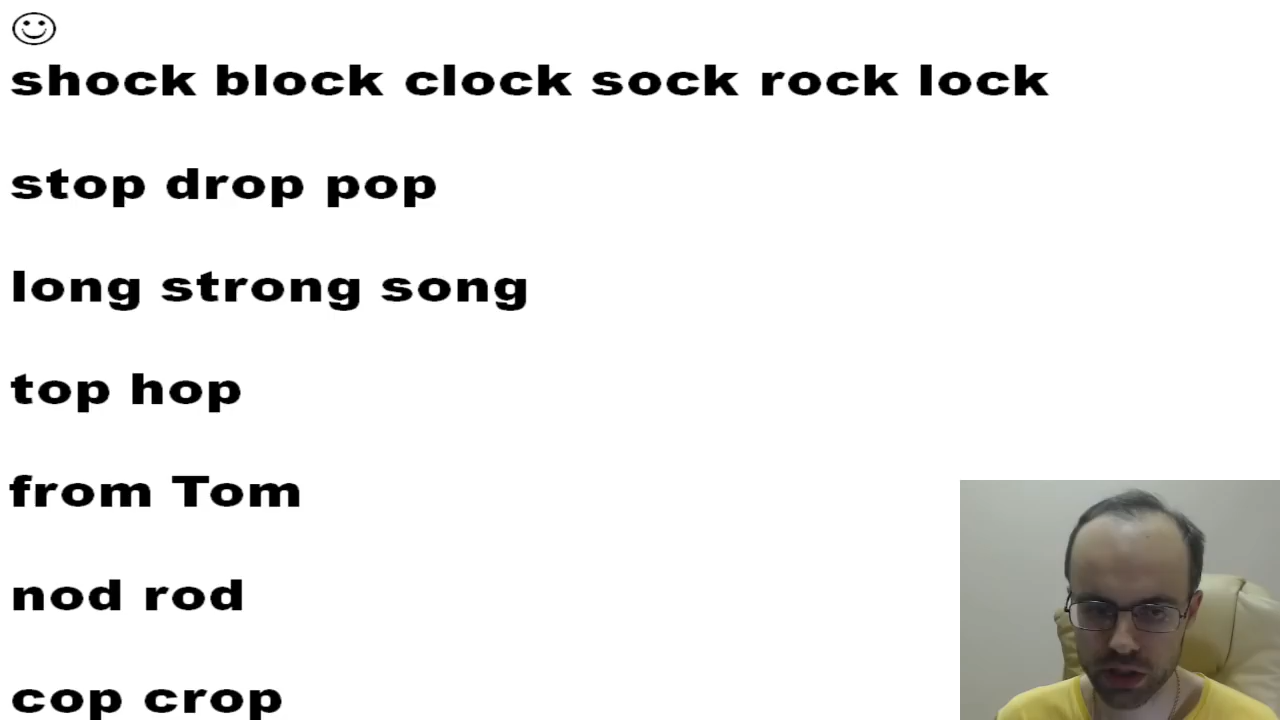 shock block clock sock rock lock
stop drop pop
long strong song
top hop
from Tom
nod rod
cop crop